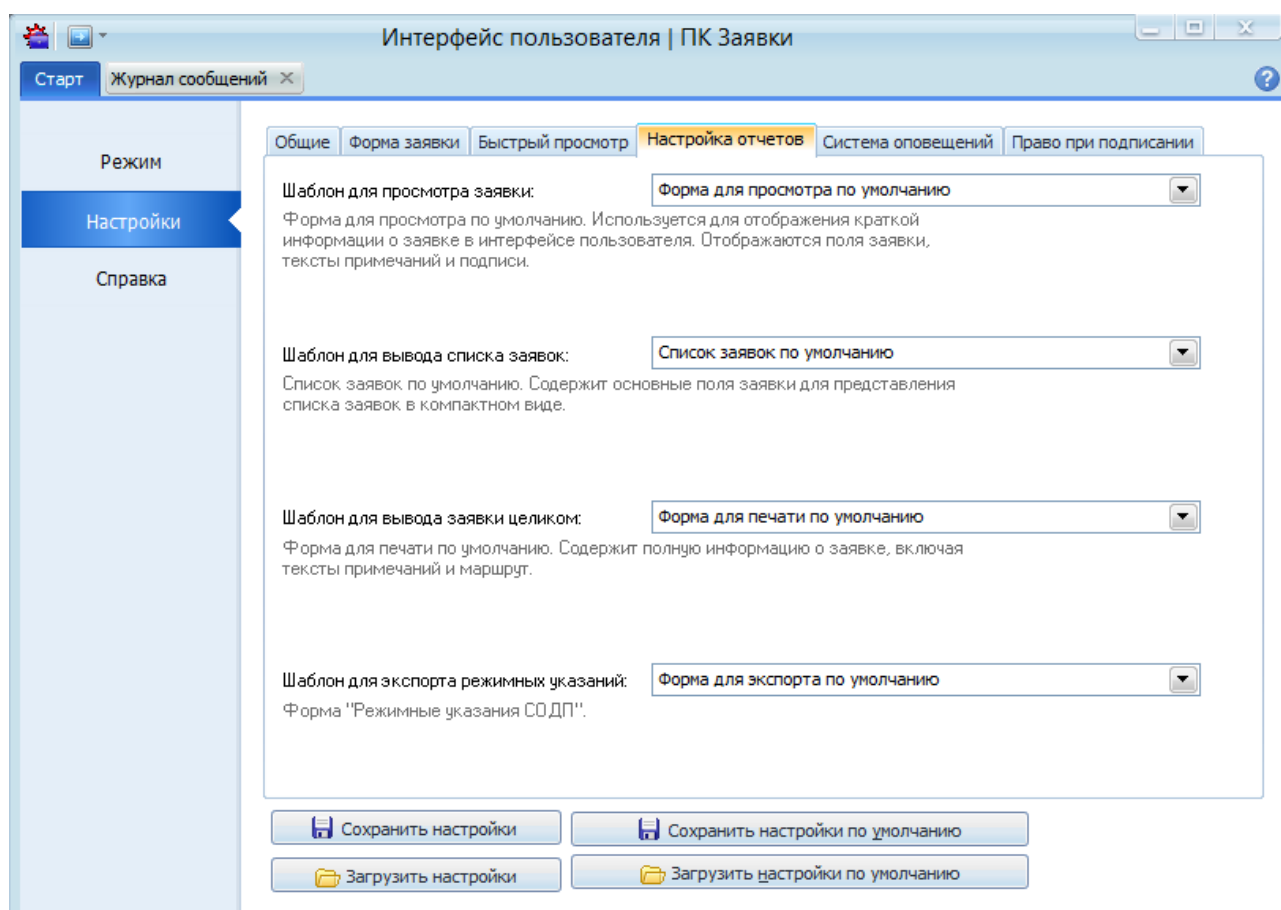 Интерфейс пользователя | ПК Заявки
Старт
Журнал сообщений
Режим
Настройки
Справка
Общие
Форма заявки
Быстрый просмотр
Настройка отчетов
Система оповещений
Право при подписании
Шаблон для просмотра заявки:
Форма для просмотра по умолчанию
Форма для просмотра по умолчанию. Используется для отображения краткой
информации о заявке в интерфейсе пользователя. Отображаются поля заявки,
тексты примечаний и подписи.
Шаблон для вывода списка заявок:
Список заявок по умолчанию
Список заявок по умолчанию. Содержит основные поля заявки для представления
списка заявок в компактном виде.
Шаблон для вывода заявки целиком:
Форма для печати по умолчанию
Форма для печати по умолчанию. Содержит полную информацию о заявке, включая
тексты примечаний и маршрут.
Шаблон для экспорта режимных указаний:
Форма для экспорта по умолчанию
Форма "Режимные указания СОДП".
Сохранить настройки
Сохранить настройки по умолчанию
Загрузить настройки
Загрузить настройки по умолчанию